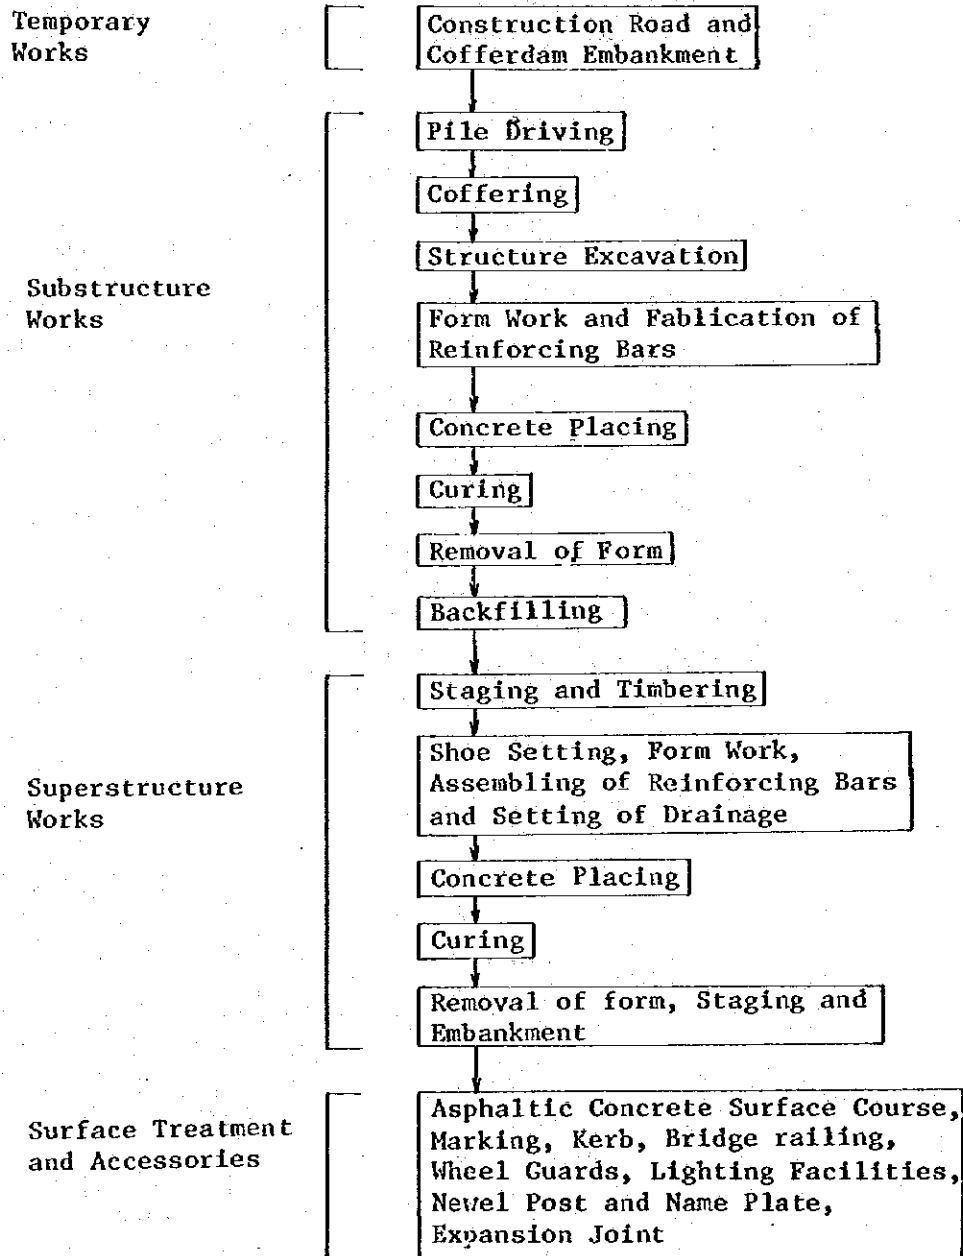 Temporary
Works
Construction Road and
Cofferdam Embankment
Substructure
Works
Pile Driving
Coffering
Structure Excavation
Form Work and Fablication of
Reinforcing Bars
Concrete Placing
Curing
Removal of Form
Backfilling
Superstructure
Works
Staging and Timbering
Shoe Setting, Form Work,
Assembling of Reinforcing Bars
and Setting of Drainage
Concrete Placing
Curing
Removal of form, Staging and
Embankment
Surface Treatment
and Accessories
Asphaltic Concrete Surface Course,
Marking, Kerb, Bridge railing,
Wheel Guards, Lighting Facilities,
Newel Post and Name Plate,
Expansion Joint